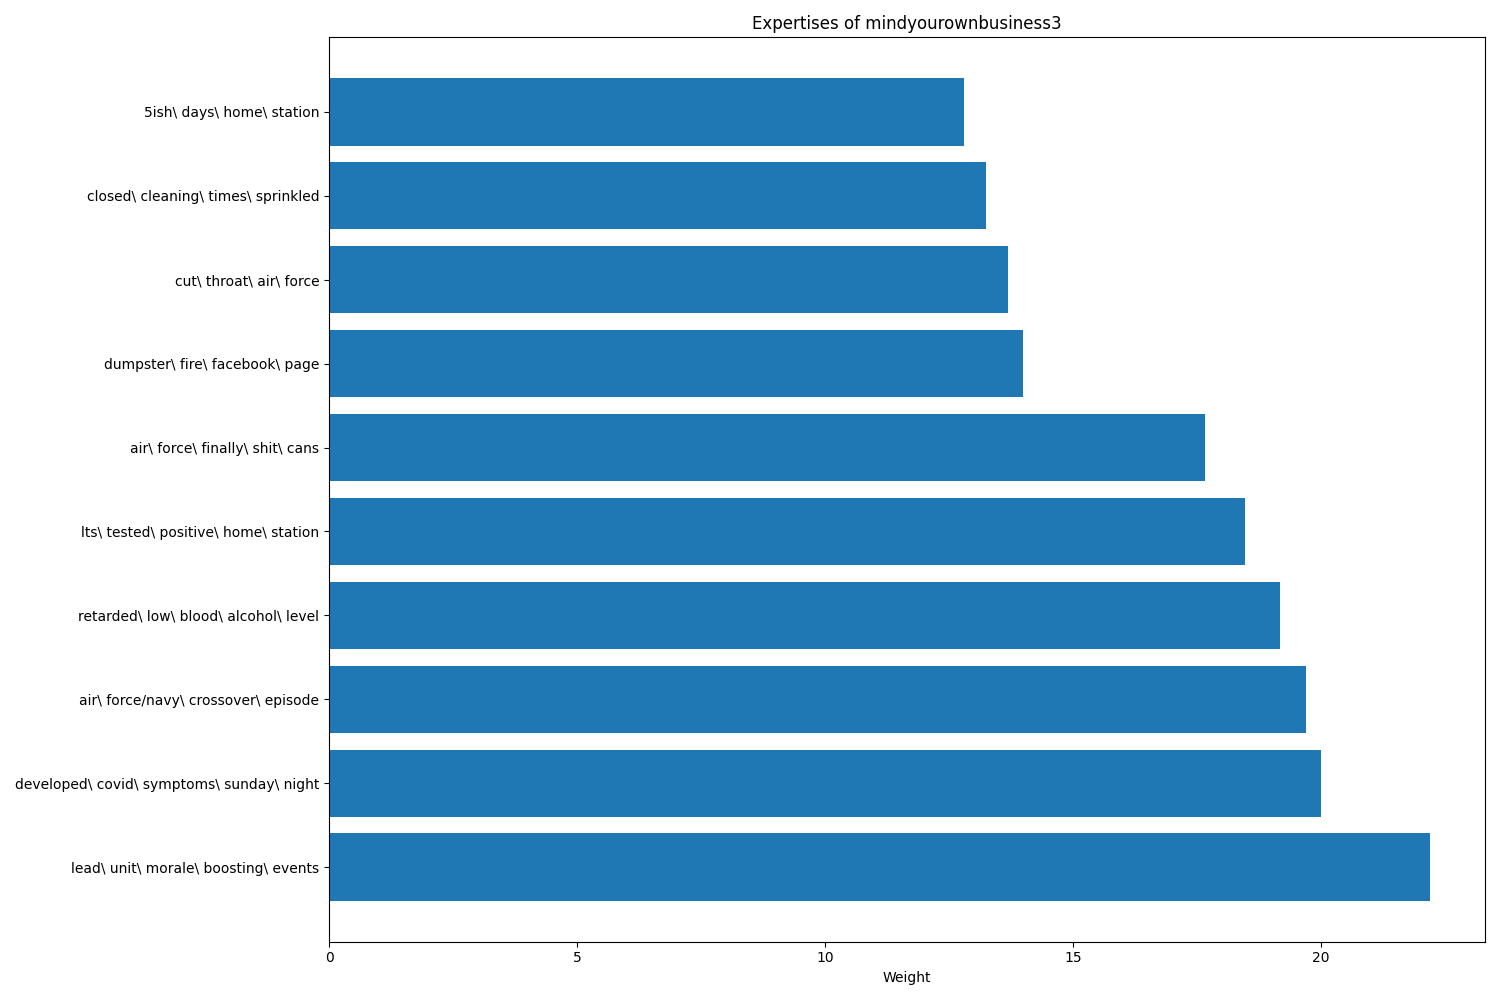 Expertises of mindyourownbusiness3
5ish\ days\ home\ station
closed\ cleaning\ times\ sprinkled
cut\ throat\ air\ force
dumpster\ fire\ facebook\ page
air\ force\ finally\ shit\ cans
lts\ tested\ positive\ home\ station
retarded\ low\ blood\ alcohol\ level
air\ force/navy\ crossover\ episode
developed\ covid\ symptoms\ sunday\ night
lead\ unit\ morale\ boosting\ events
0 5 10 15 20
Weight